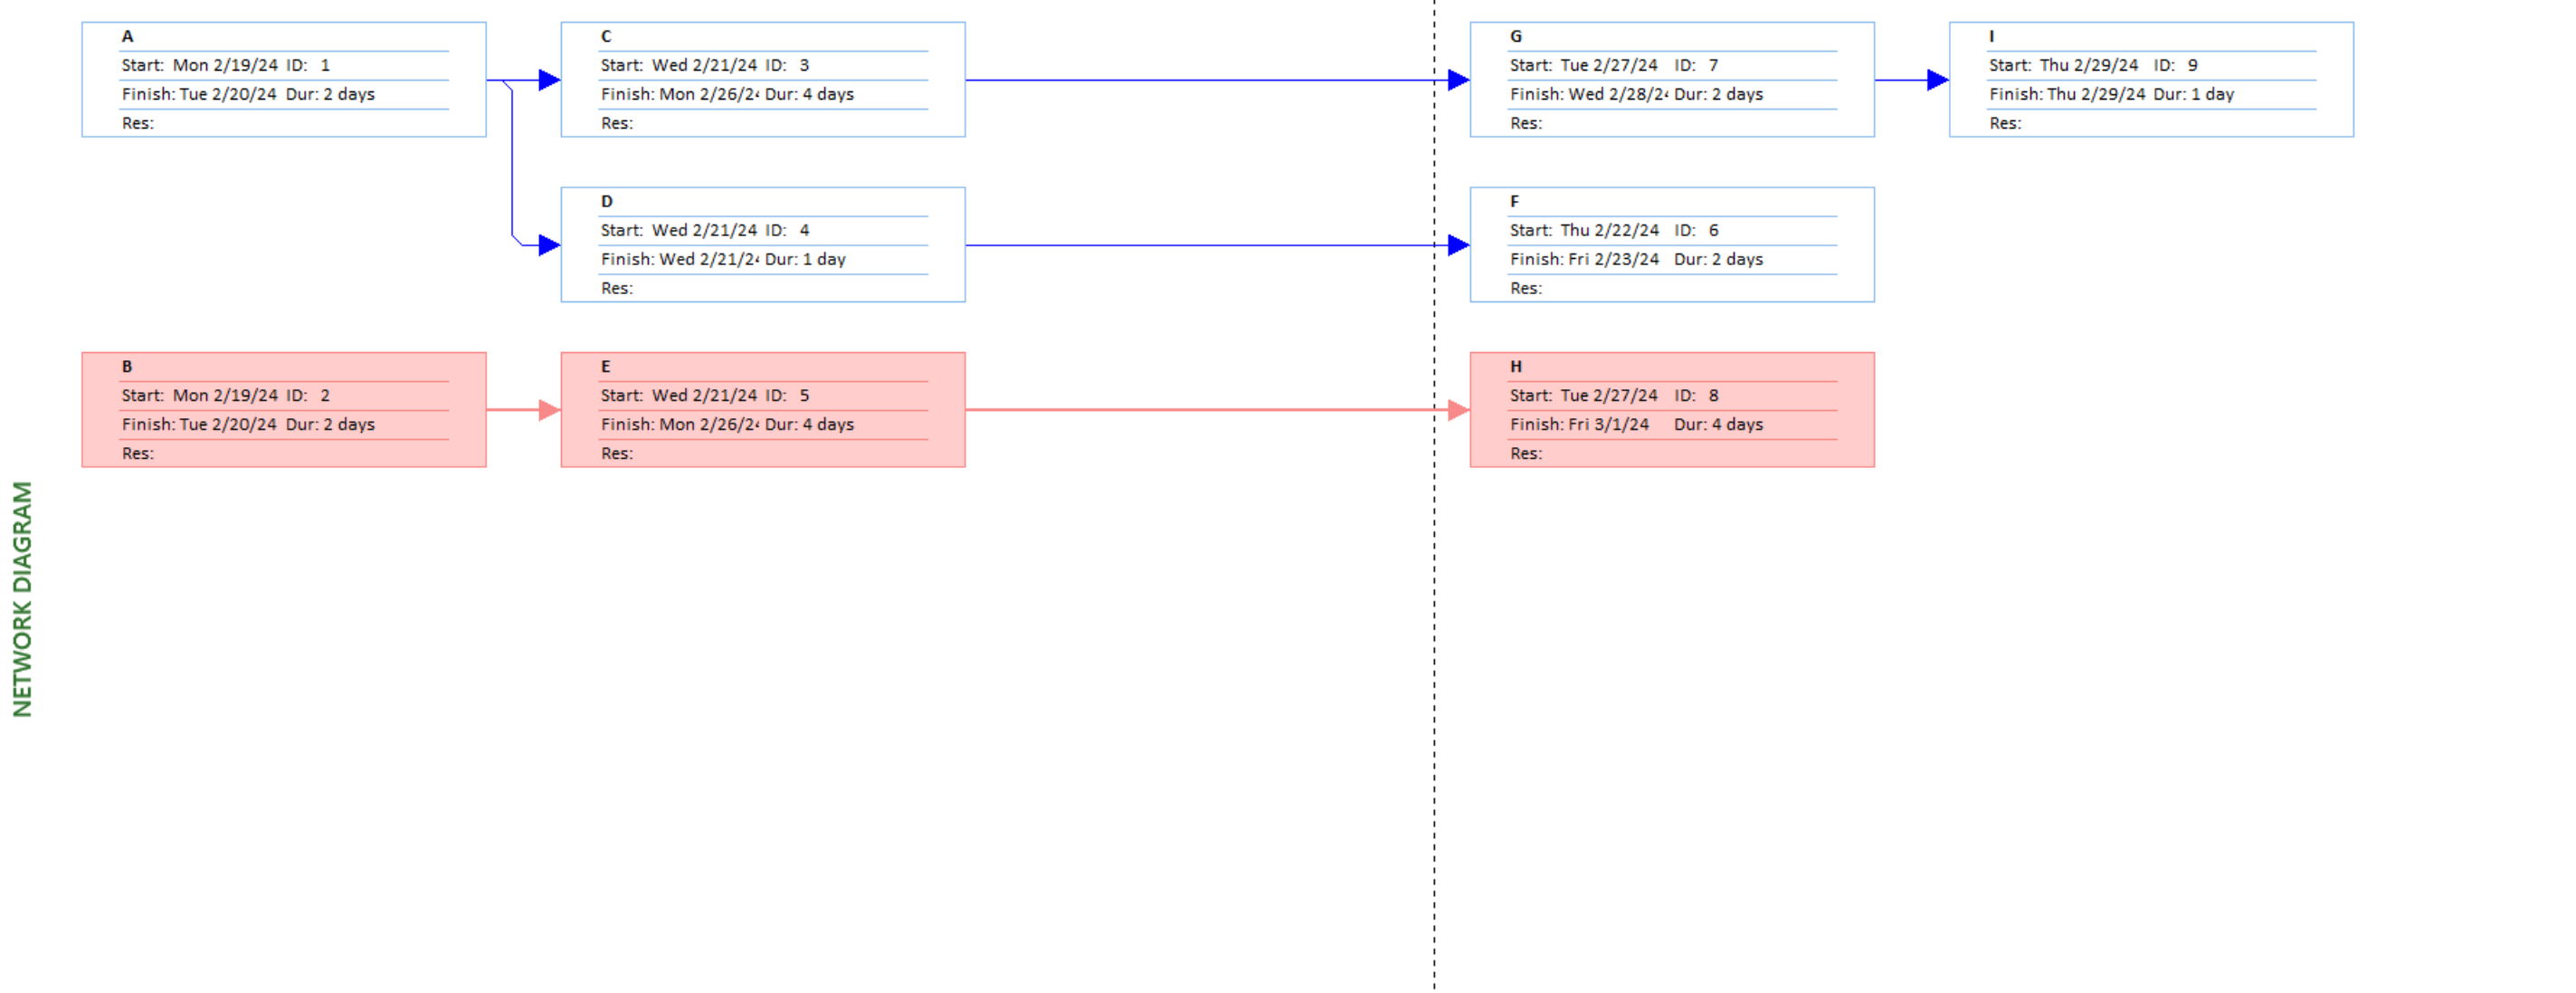 A
Start: Mon 2/19/24 ID: 1
Finish: Tue 2/20/24 Dur: 2 days
Res:
C
Start: Wed 2/21/24 ID: 3
Finish: Mon 2/26/2 Dur: 4 days
Res:
G
Start: Tue 2/27/24 ID: 7
Finish: Wed 2/28/2 Dur: 2 days
Res:
I
Start: Thu 2/29/24 ID: 9
Finish: Thu 2/29/24 Dur: 1 day
Res:
D
Start: Wed 2/21/24 ID: 4
Finish: Wed 2/21/2 Dur: 1 day
Res:
F
Start: Thu 2/22/24 ID: 6
Finish: Fri 2/23/24 Dur: 2 days
Res:
B
Start: Mon 2/19/24 ID: 2
Finish: Tue 2/20/24 Dur: 2 days
Res:
E
Start: Wed 2/21/24 ID: 5
Finish: Mon 2/26/2 Dur: 4 days
Res:
H
Start: Tue 2/27/24 ID: 8
Finish: Fri 3/1/24 Dur: 4 days
Res:
NETWORK DIAGRAM